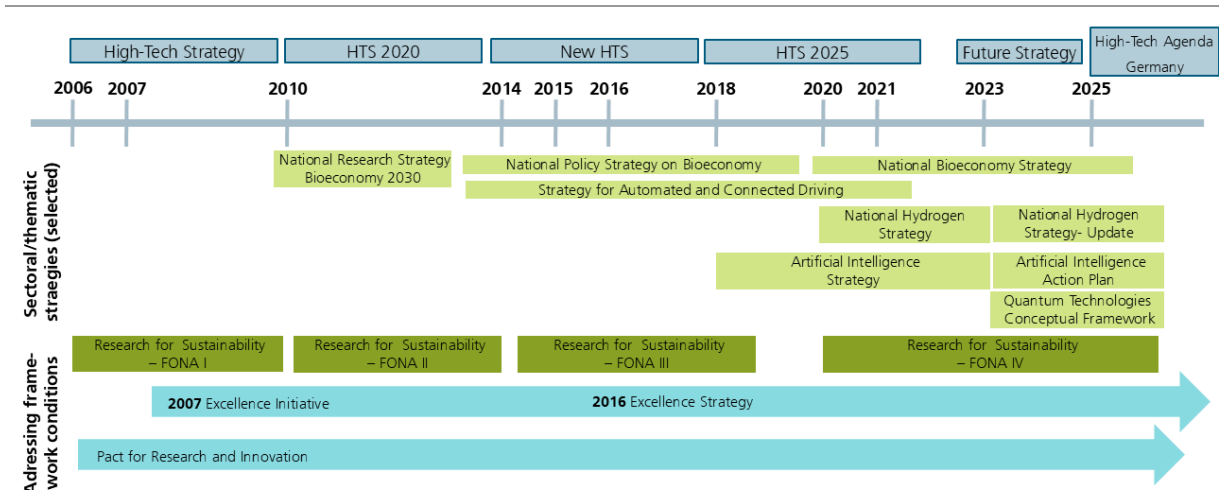 High-Tech Strategy
HTS 2020
New HTS
HTS 2025
Future Strategy
High-Tech Agenda
Germany
2006
2007
2010
2014
2015
2016
2018
2020
2021
2023
2025
Sectoral/thematic
straegies (selected)
National Research Strategy
Bioeconomy 2030
National Policy Strategy on Bioeconomy
National Bioeconomy Strategy
Strategy for Automated and Connected Driving
National Hydrogen
Strategy
National Hydrogen
Strategy- Update
Artificial Intelligence
Strategy
Artificial Intelligence
Action Plan
Quantum Technologies
Conceptual Framework
Adressing frame-
work conditions
Research for Sustainability
– FONA I
Research for Sustainability
– FONA II
Research for Sustainability
– FONA III
Research for Sustainability
– FONA IV
2007 Excellence Initiative
2016 Excellence Strategy
Pact for Research and Innovation